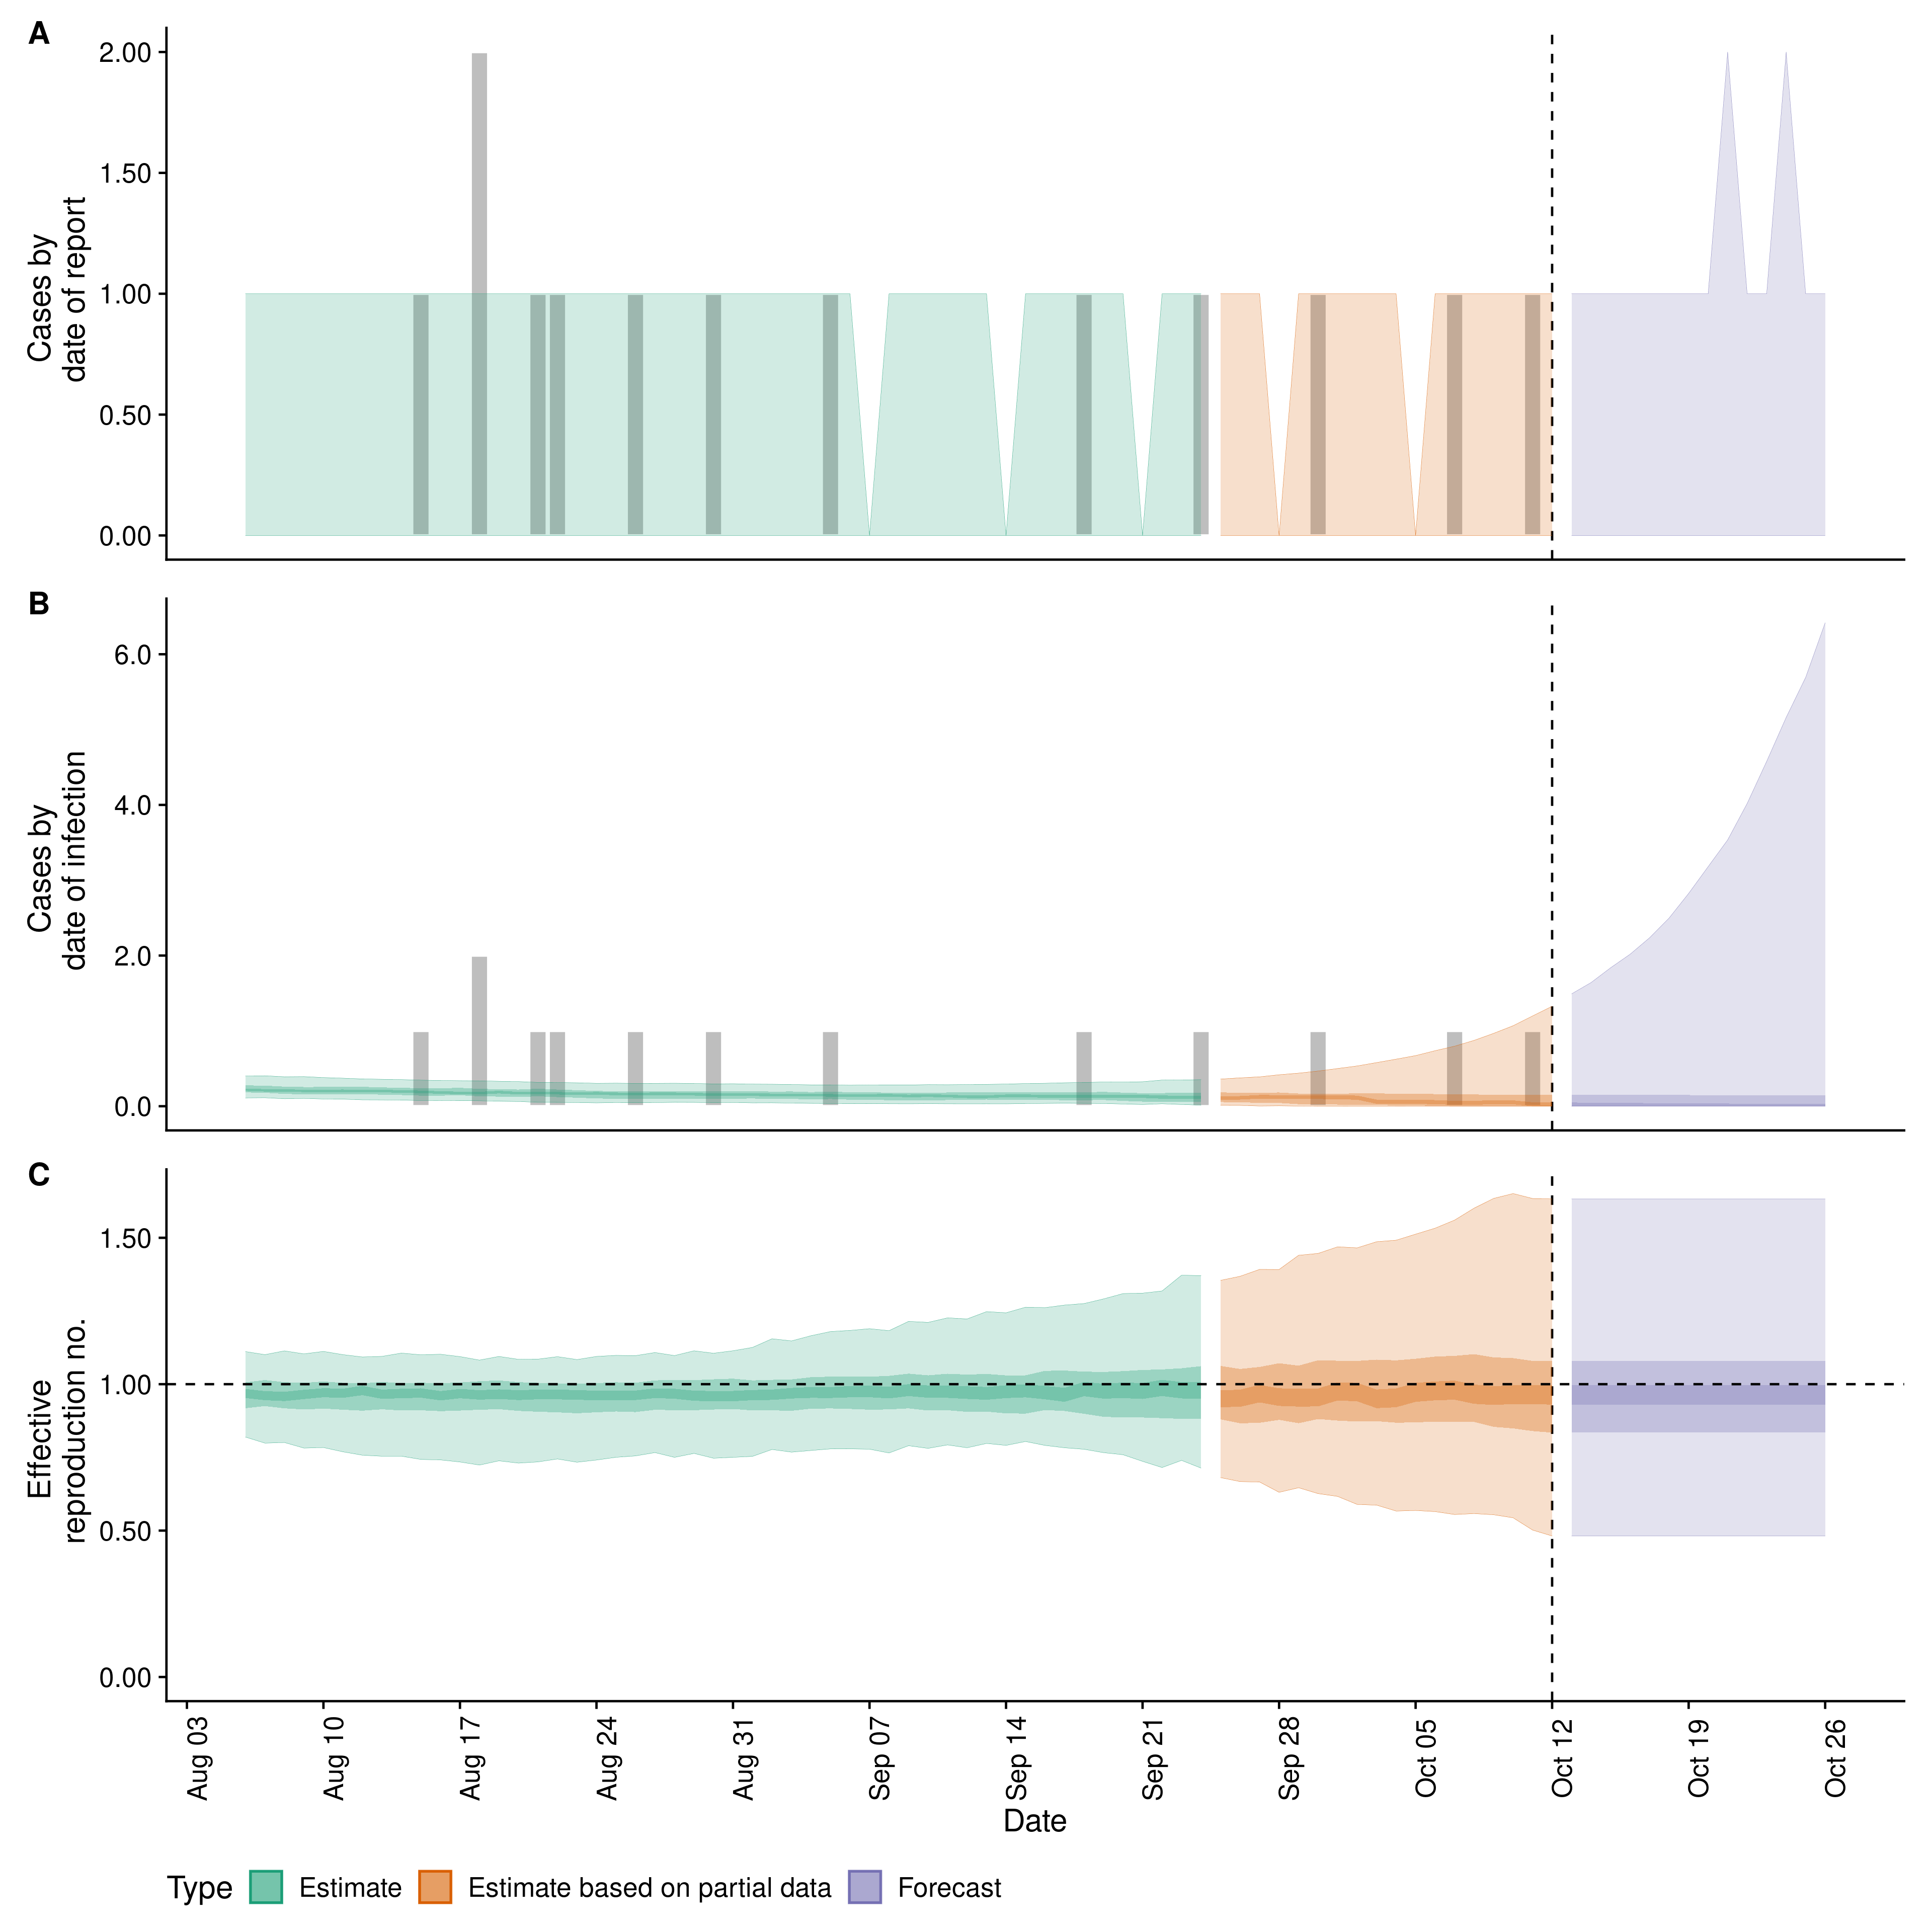 A
Cases by
date of report
2.00
1.50
1.00
0.50
0.00
B
Cases by
date of infection
6.0
4.0
2.0
0.0
C
Effective
reproduction no.
1.50
1.00
0.50
0.00
Aug 03
Aug 10
Aug 17
Aug 24
Aug 31
Sep 07
Sep 14
Sep 21
Sep 28
Oct 05
Oct 12
Oct 19
Oct 26
Date
Type Estimate Estimate based on partial data Forecast